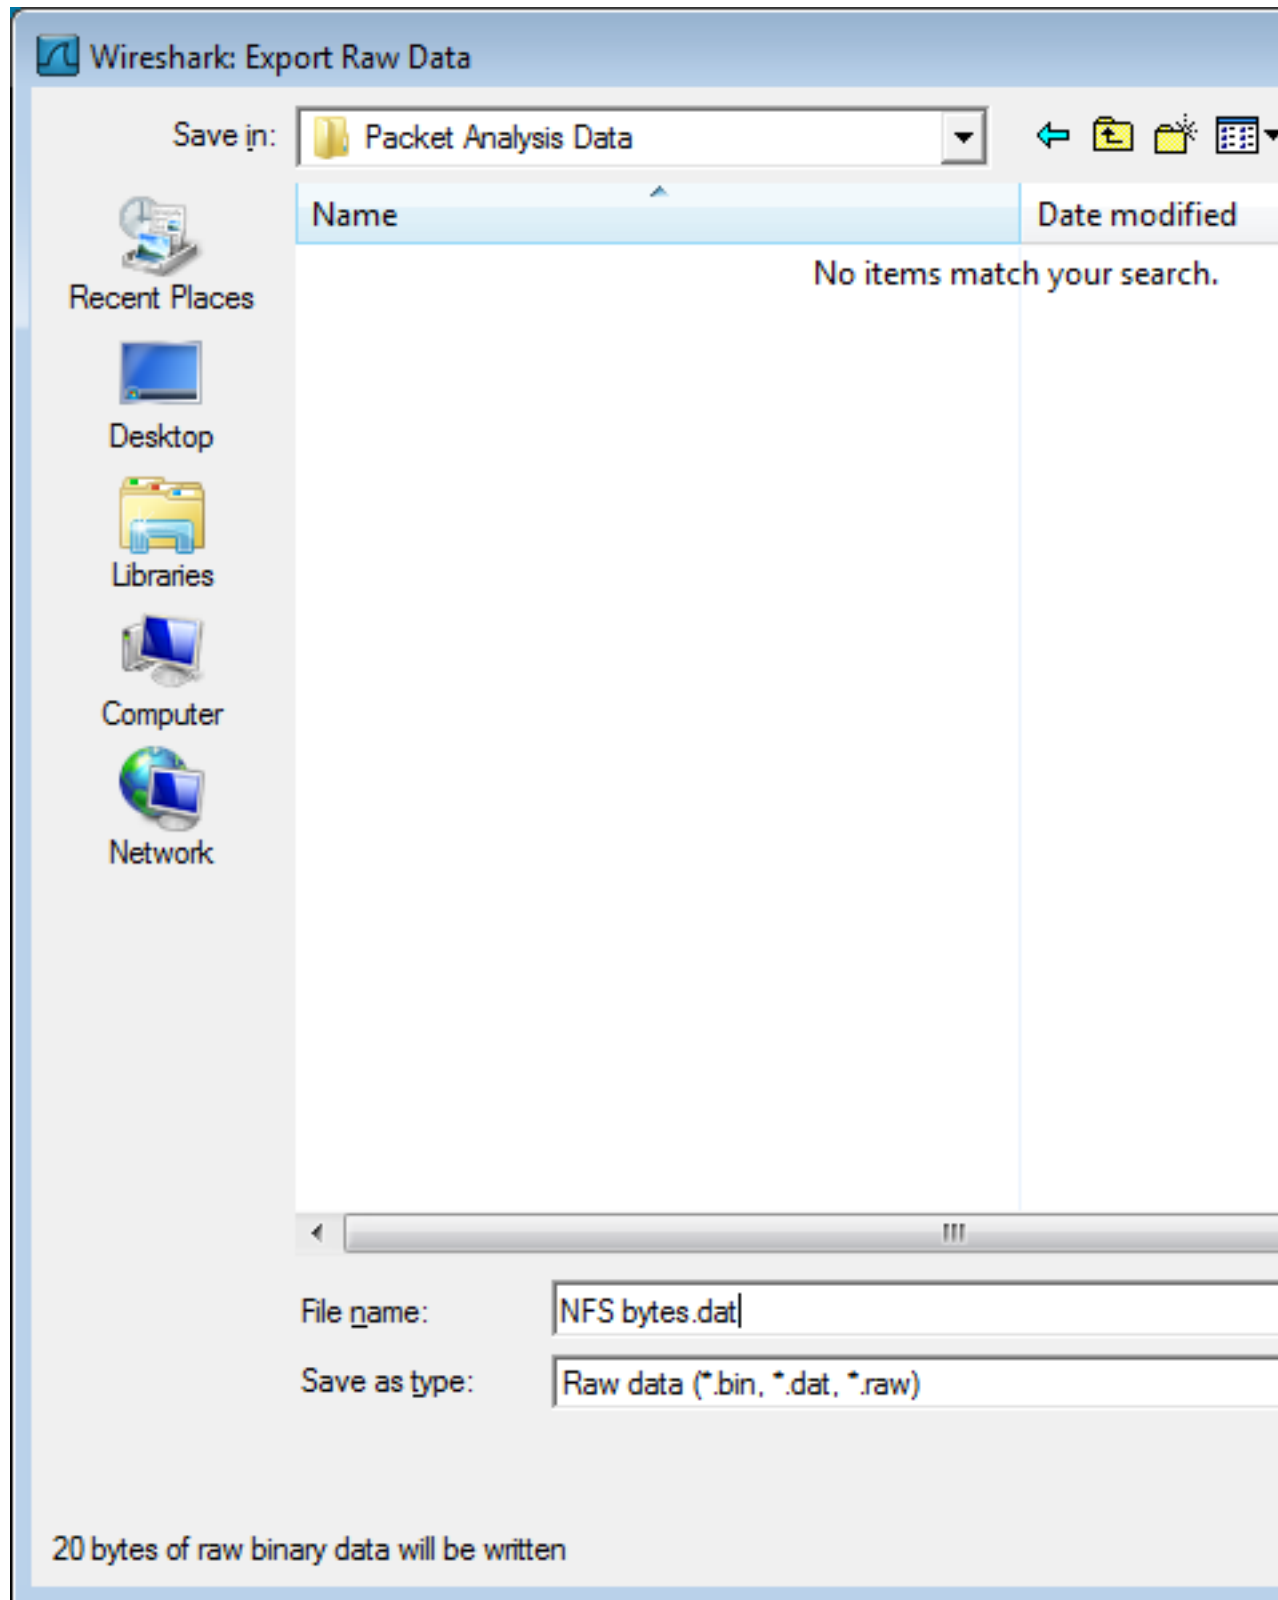 Wireshark: Export Raw Data
Save in: Packet Analysis Data
Name Date modified
No items match your search.
Recent Places
Desktop
Libraries
Computer
Network
File name: NFS bytes.dat
Save as type: Raw data (*.bin, *.dat, *.raw)
20 bytes of raw binary data will be written